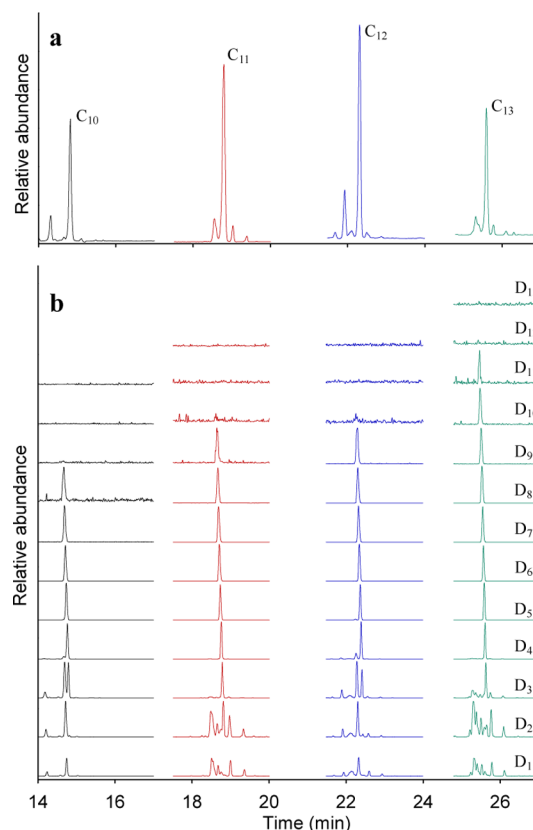 a
C₁₂
C₁₁
C₁₀
C₁₃
Relative abundance
b
D₁
D₁
D₁
D₁₀
D₉
D₈
D₇
D₆
D₅
D₄
D₃
D₂
D₁
Relative abundance
14 16 18 20 22 24 26
Time (min)